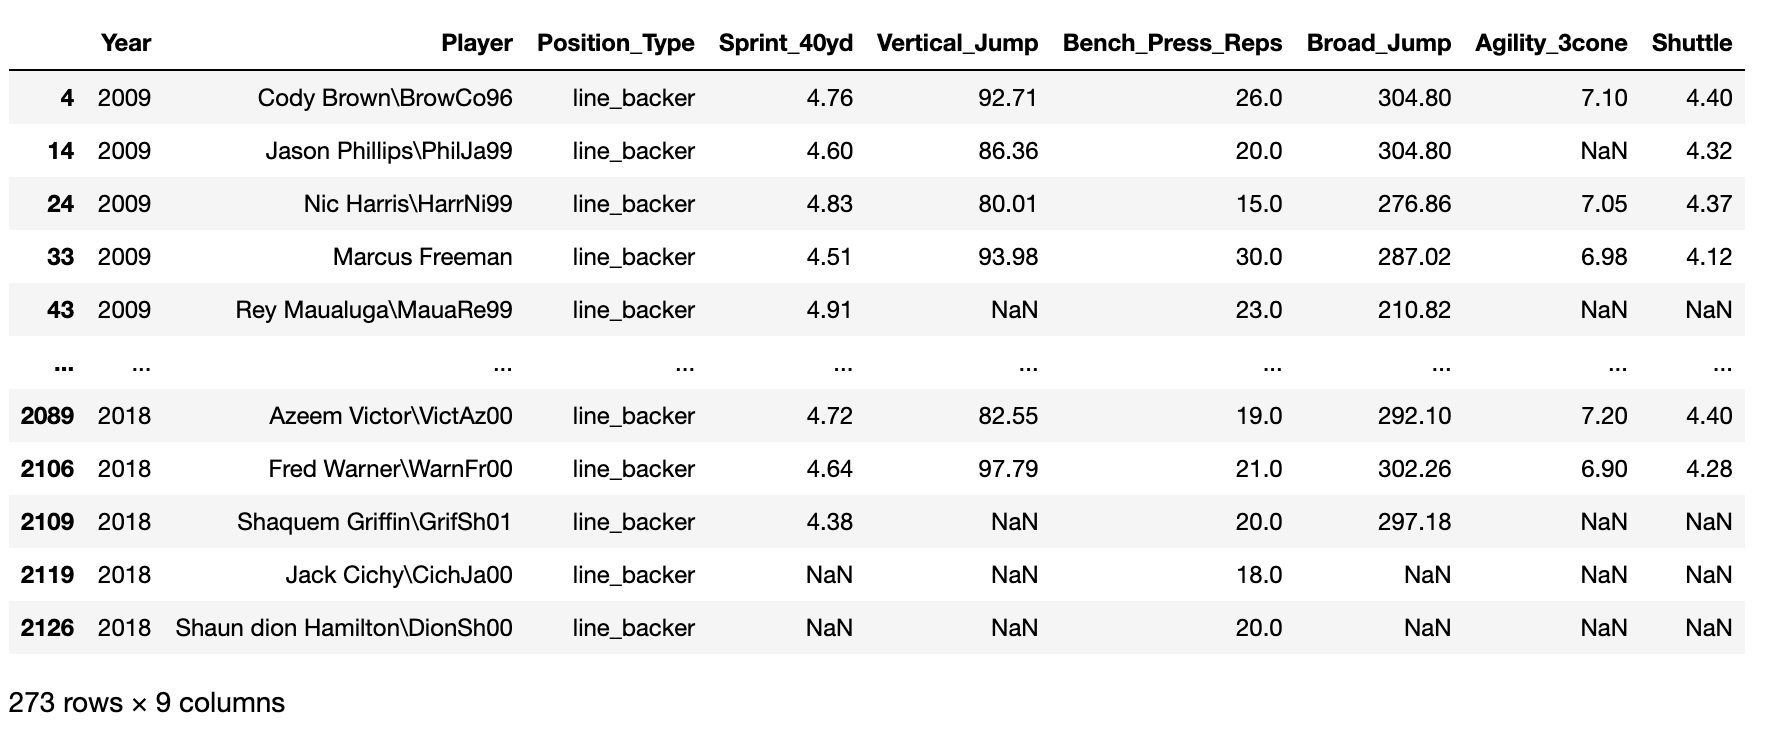 Year Player Position_Type Sprint_40yd Vertical_Jump Bench_Press_Reps Broad_Jump Agility_3cone Shuttle
4 2009 Cody Brown\BrowCo96 line_backer 4.76 92.71 26.0 304.80 7.10 4.40
14 2009 Jason Phillips\PhilJa99 line_backer 4.60 86.36 20.0 304.80 NaN 4.32
24 2009 Nic Harris\HarrNi99 line_backer 4.83 80.01 15.0 276.86 7.05 4.37
33 2009 Marcus Freeman line_backer 4.51 93.98 30.0 287.02 6.98 4.12
43 2009 Rey Maualuga\MauaRe99 line_backer 4.91 NaN 23.0 210.82 NaN NaN
... ... ... ... ... ... ... ... ... ...
2089 2018 Azeem Victor\VictAz00 line_backer 4.72 82.55 19.0 292.10 7.20 4.40
2106 2018 Fred Warner\WarnFr00 line_backer 4.64 97.79 21.0 302.26 6.90 4.28
2109 2018 Shaquem Griffin\GrifSh01 line_backer 4.38 NaN 20.0 297.18 NaN NaN
2119 2018 Jack Cichy\CichJa00 line_backer NaN NaN 18.0 NaN NaN NaN
2126 2018 Shaun dion Hamilton\DionSh00 line_backer NaN NaN 20.0 NaN NaN NaN
273 rows × 9 columns